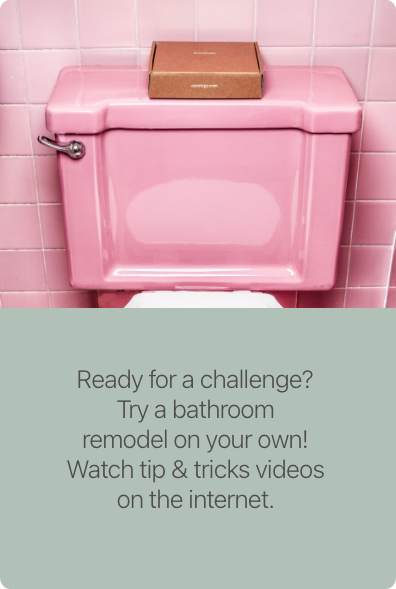 Ready for a challenge?
Try a bathroom
remodel on your own!
Watch tip & tricks videos
on the internet.